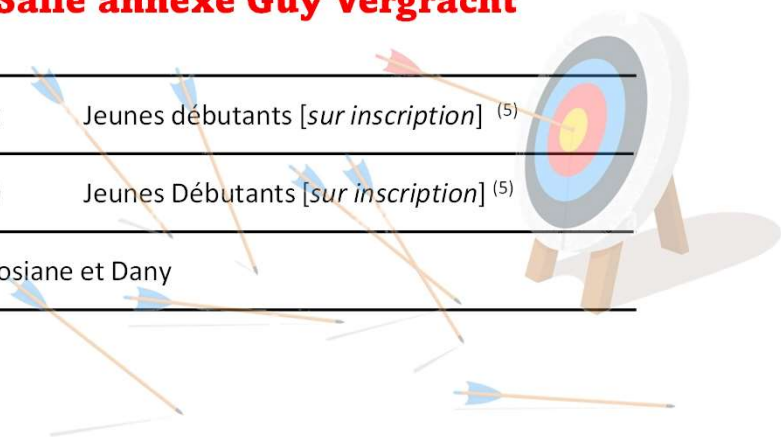 Salle annexe Guy Vergracht
Jeunes débutants [sur inscription] (5)
Jeunes Débutants [sur inscription] (5)
osiane et Dany